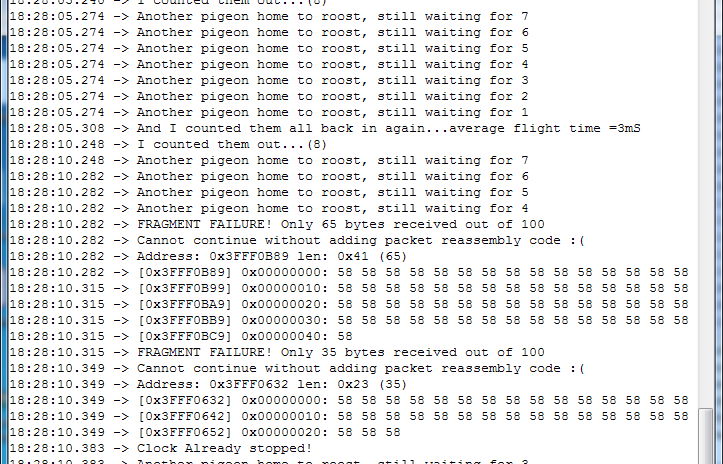 18:28:05.240 -> I counted them out...(8)
18:28:05.274 -> Another pigeon home to roost, still waiting for 7
18:28:05.274 -> Another pigeon home to roost, still waiting for 6
18:28:05.274 -> Another pigeon home to roost, still waiting for 5
18:28:05.274 -> Another pigeon home to roost, still waiting for 4
18:28:05.274 -> Another pigeon home to roost, still waiting for 3
18:28:05.274 -> Another pigeon home to roost, still waiting for 2
18:28:05.274 -> Another pigeon home to roost, still waiting for 1
18:28:05.308 -> And I counted them all back in again...average flight time =3mS
18:28:10.248 -> I counted them out...(8)
18:28:10.248 -> Another pigeon home to roost, still waiting for 7
18:28:10.282 -> Another pigeon home to roost, still waiting for 6
18:28:10.282 -> Another pigeon home to roost, still waiting for 5
18:28:10.282 -> Another pigeon home to roost, still waiting for 4
18:28:10.282 -> FRAGMENT FAILURE! Only 65 bytes received out of 100
18:28:10.282 -> Cannot continue without adding packet reassembly code :(
18:28:10.282 -> Address: 0x3FFF0B89 len: 0x41 (65)
18:28:10.282 -> [0x3FFF0B89] 0x00000000: 58 58 58 58 58 58 58 58 58 58 58 58 58 58 58
18:28:10.315 -> [0x3FFF0B99] 0x00000010: 58 58 58 58 58 58 58 58 58 58 58 58 58 58 58
18:28:10.315 -> [0x3FFF0BA9] 0x00000020: 58 58 58 58 58 58 58 58 58 58 58 58 58 58 58
18:28:10.315 -> [0x3FFF0BB9] 0x00000030: 58 58 58 58 58 58 58 58 58 58 58 58 58 58 58
18:28:10.315 -> [0x3FFF0BC9] 0x00000040: 58
18:28:10.315 -> FRAGMENT FAILURE! Only 35 bytes received out of 100
18:28:10.349 -> Cannot continue without adding packet reassembly code :(
18:28:10.349 -> Address: 0x3FFF0632 len: 0x23 (35)
18:28:10.349 -> [0x3FFF0632] 0x00000000: 58 58 58 58 58 58 58 58 58 58 58 58 58 58 58
18:28:10.349 -> [0x3FFF0642] 0x00000010: 58 58 58 58 58 58 58 58 58 58 58 58 58 58 58
18:28:10.349 -> [0x3FFF0652] 0x00000020: 58 58 58
18:28:10.383 -> Clock Already stopped!
18:28:10.383 -> Another pigeon home to roost, still waiting for 3